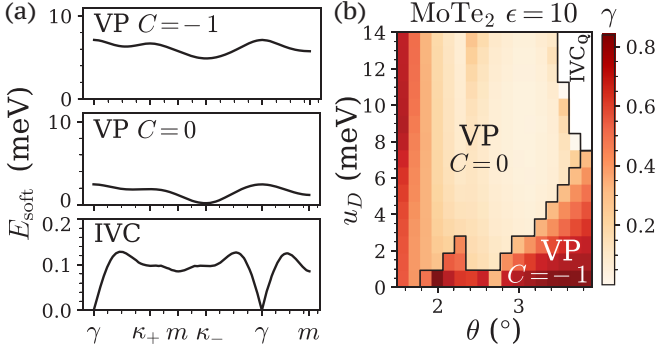 (a)
VP C = −1
10
0
VP C = 0
10
0
IVC
0.2
0.1
0.0
E_soft (meV)
γ κ₊ m κ₋ γ m
(b) MoTe₂ ϵ = 10 γ
14
12
10
8
6
4
2
0
u_D (meV)
IVC_Q
VP
C = 0
VP
C = −1
2 3
θ (°)
0.8
0.6
0.4
0.2